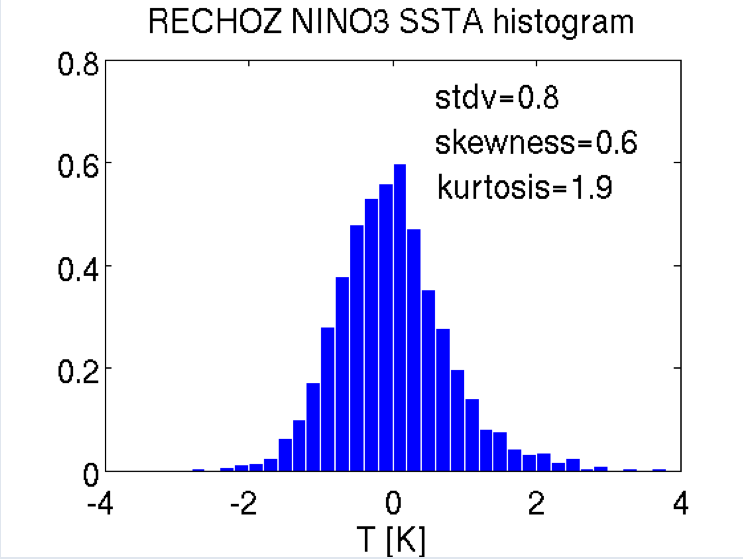 RECHOZ NINO3 SSTA histogram
stdv=0.8
skewness=0.6
kurtosis=1.9
0.8
0.6
0.4
0.2
0
-4 -2 0 2 4
T [K]